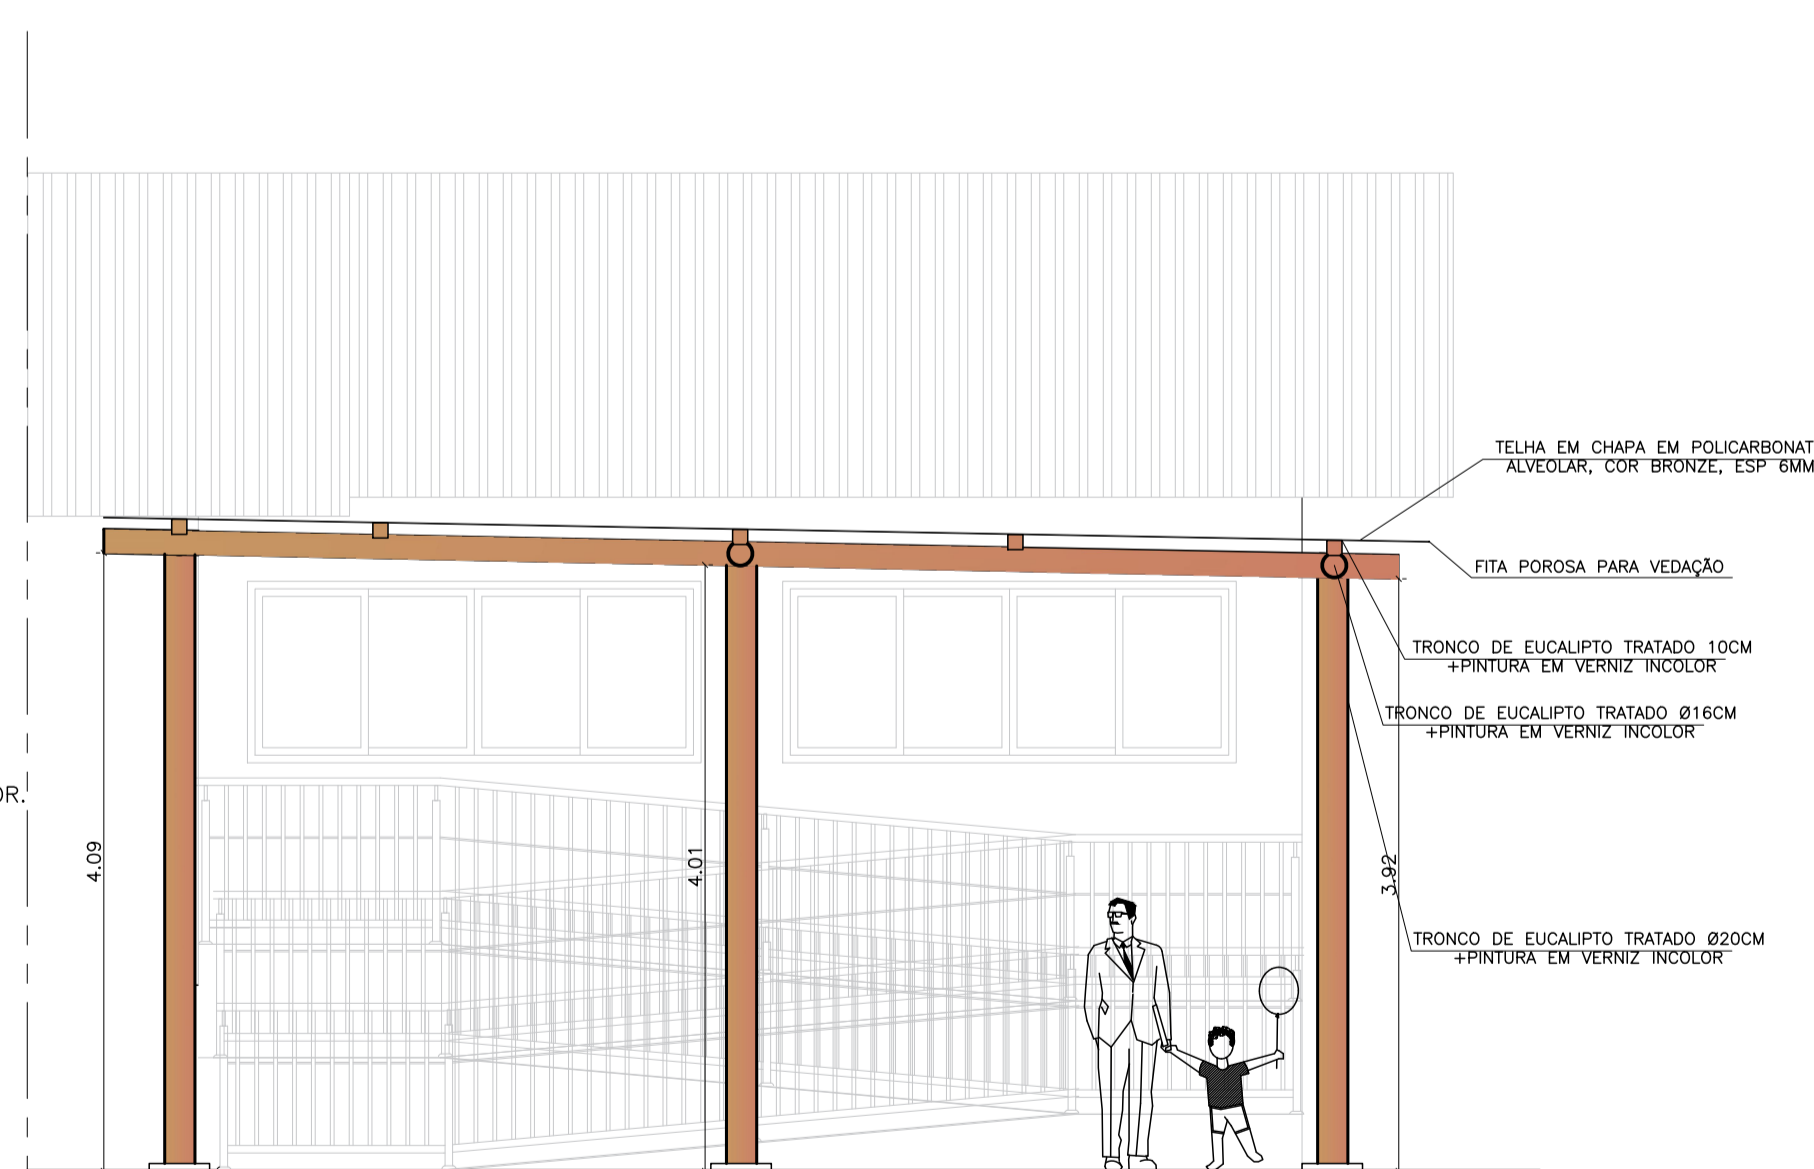 TELHA EM CHAPA EM POLICARBONAT
ALVEOLAR, COR BRONZE, ESP 6MM
FITA POROSA PARA VEDAÇÃO
TRONCO DE EUCALIPTO TRATADO 10CM
+PINTURA EM VERNIZ INCOLOR
TRONCO DE EUCALIPTO TRATADO Ø16CM
+PINTURA EM VERNIZ INCOLOR
OR.
4.09
4.01
3.92
TRONCO DE EUCALIPTO TRATADO Ø20CM
+PINTURA EM VERNIZ INCOLOR